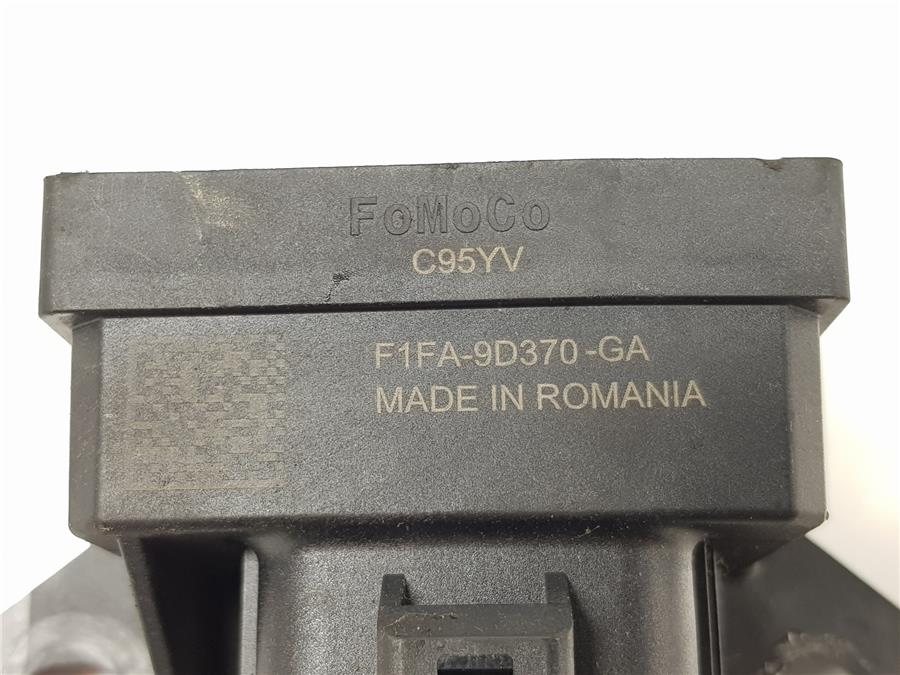 FoMoCo
C95YV
F1FA-9D370-GA
MADE IN ROMANIA